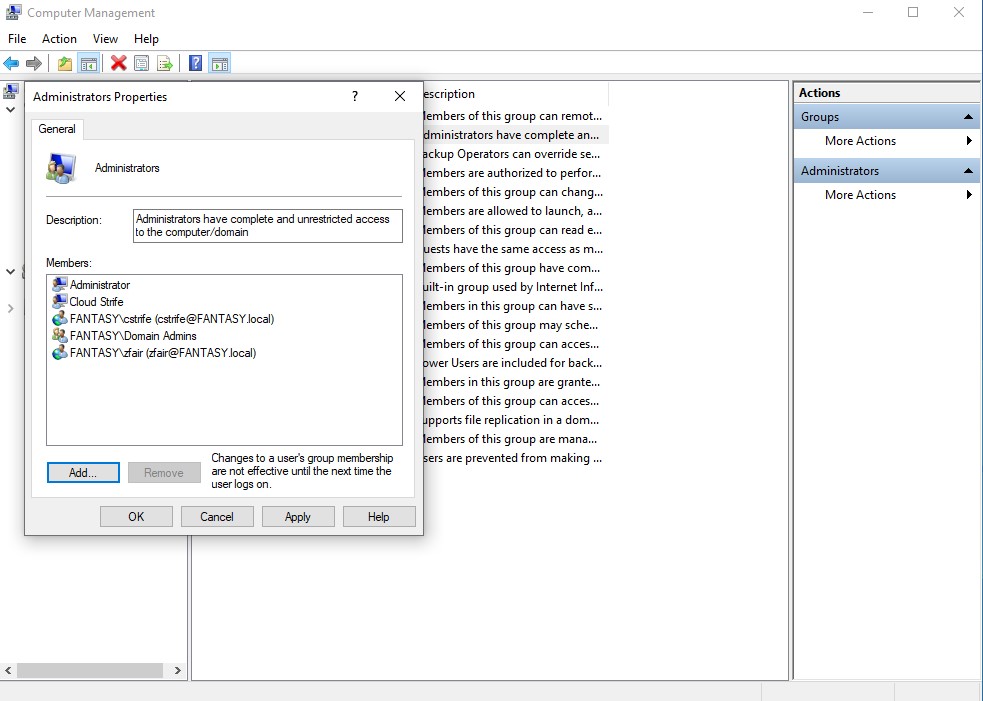 Computer Management
File Action View Help
Administrators Properties
?
General
Administrators
Description:
Administrators have complete and unrestricted access
to the computer/domain
Members:
Administrator
Cloud Strife
FANTASY\cstrife (cstrife@FANTASY.local)
FANTASY\Domain Admins
FANTASY\zfair (zfair@FANTASY.local)
Add...
Remove
Changes to a user's group membership
are not effective until the next time the
user logs on.
OK
Cancel
Apply
Help
escription
embers of this group can remot...
dministrators have complete an...
ackup Operators can override se...
embers are authorized to perfor...
embers of this group can chang...
embers are allowed to launch, a...
embers of this group can read e...
uests have the same access as m...
embers of this group have com...
uilt-in group used by Internet Inf...
embers in this group can have s...
embers of this group may sche...
embers of this group can acces...
ower Users are included for back...
embers in this group are grante...
embers of this group can acces...
upports file replication in a dom...
embers of this group are mana...
sers are prevented from making ...
Actions
Groups
More Actions
Administrators
More Actions